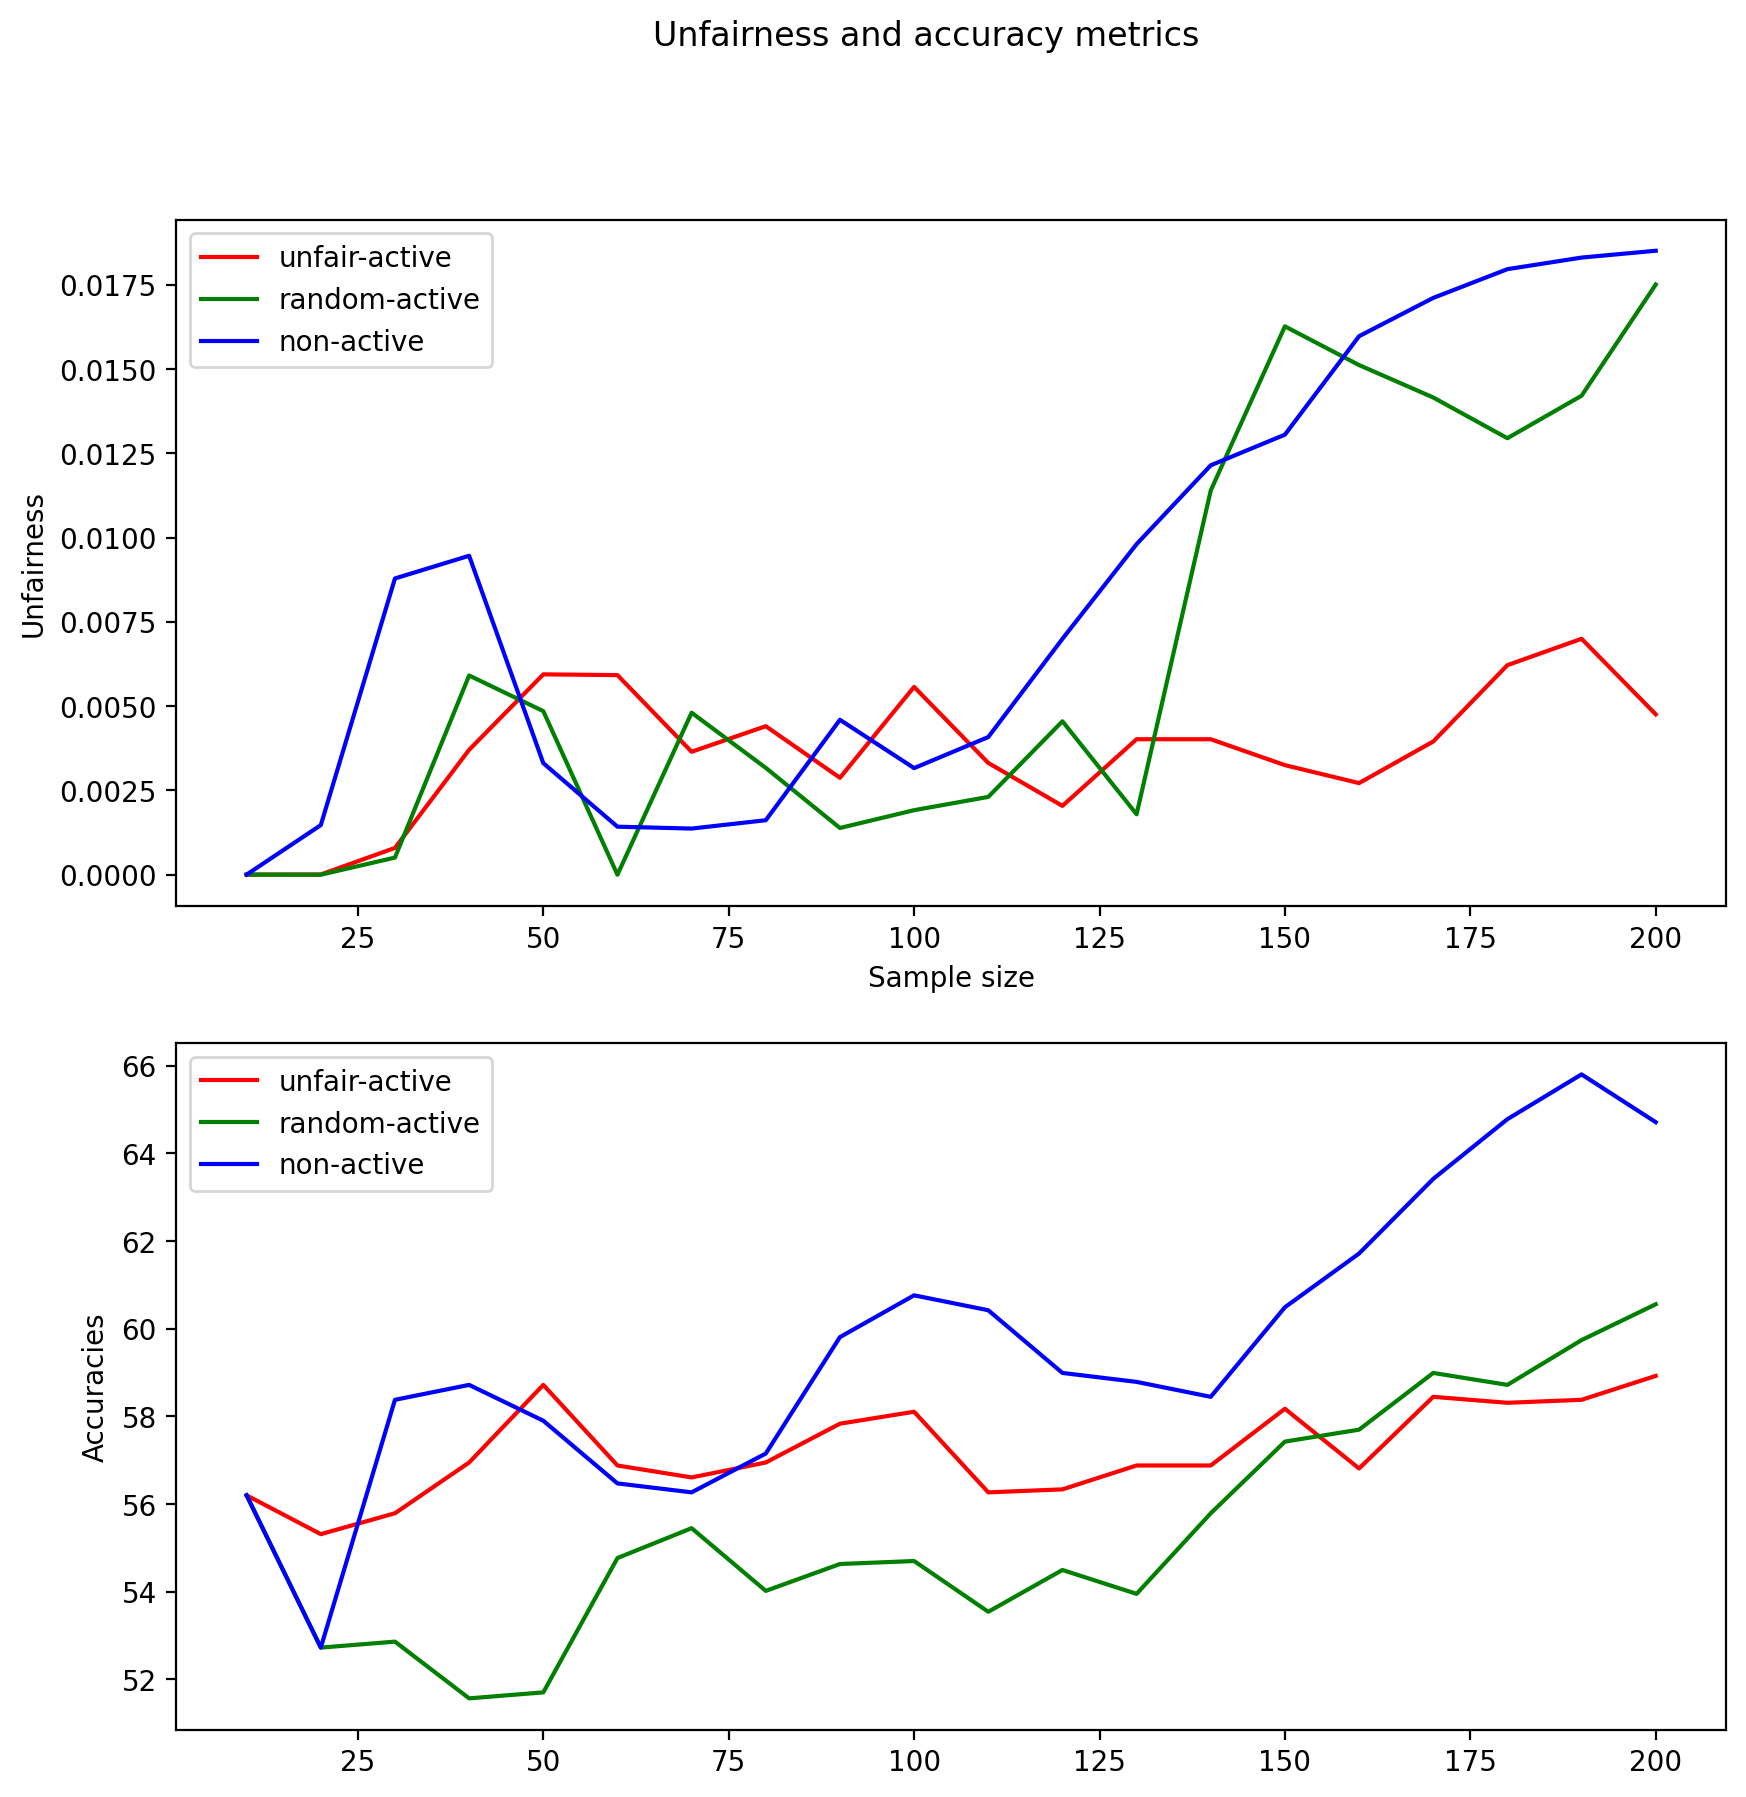 Unfairness and accuracy metrics
unfair-active
random-active
non-active
0.0175
0.0150
0.0125
0.0100
0.0075
0.0050
0.0025
0.0000
Unfairness
25 50 75 100 125 150 175 200
Sample size
unfair-active
random-active
non-active
66
64
62
60
58
56
54
52
Accuracies
25 50 75 100 125 150 175 200